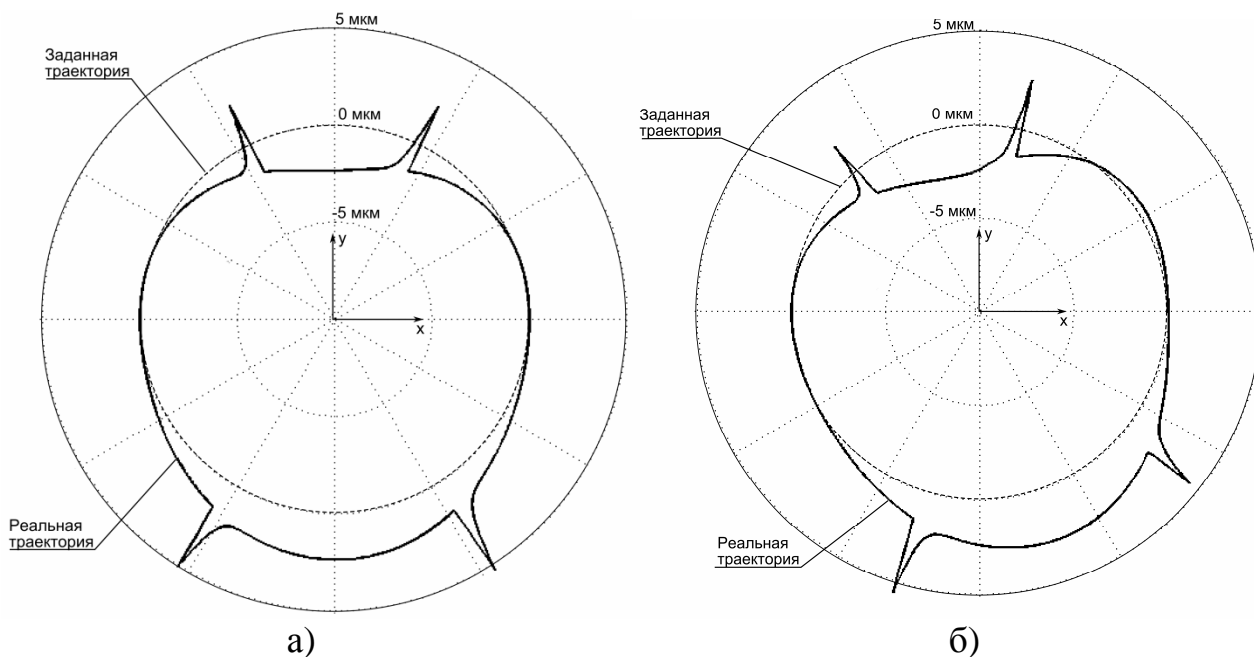 5 мкм
Заданная
траектория
0 мкм
-5 мкм
y
x
Реальная
траектория
а)
5 мкм
Заданная
траектория
0 мкм
-5 мкм
y
x
Реальная
траектория
б)